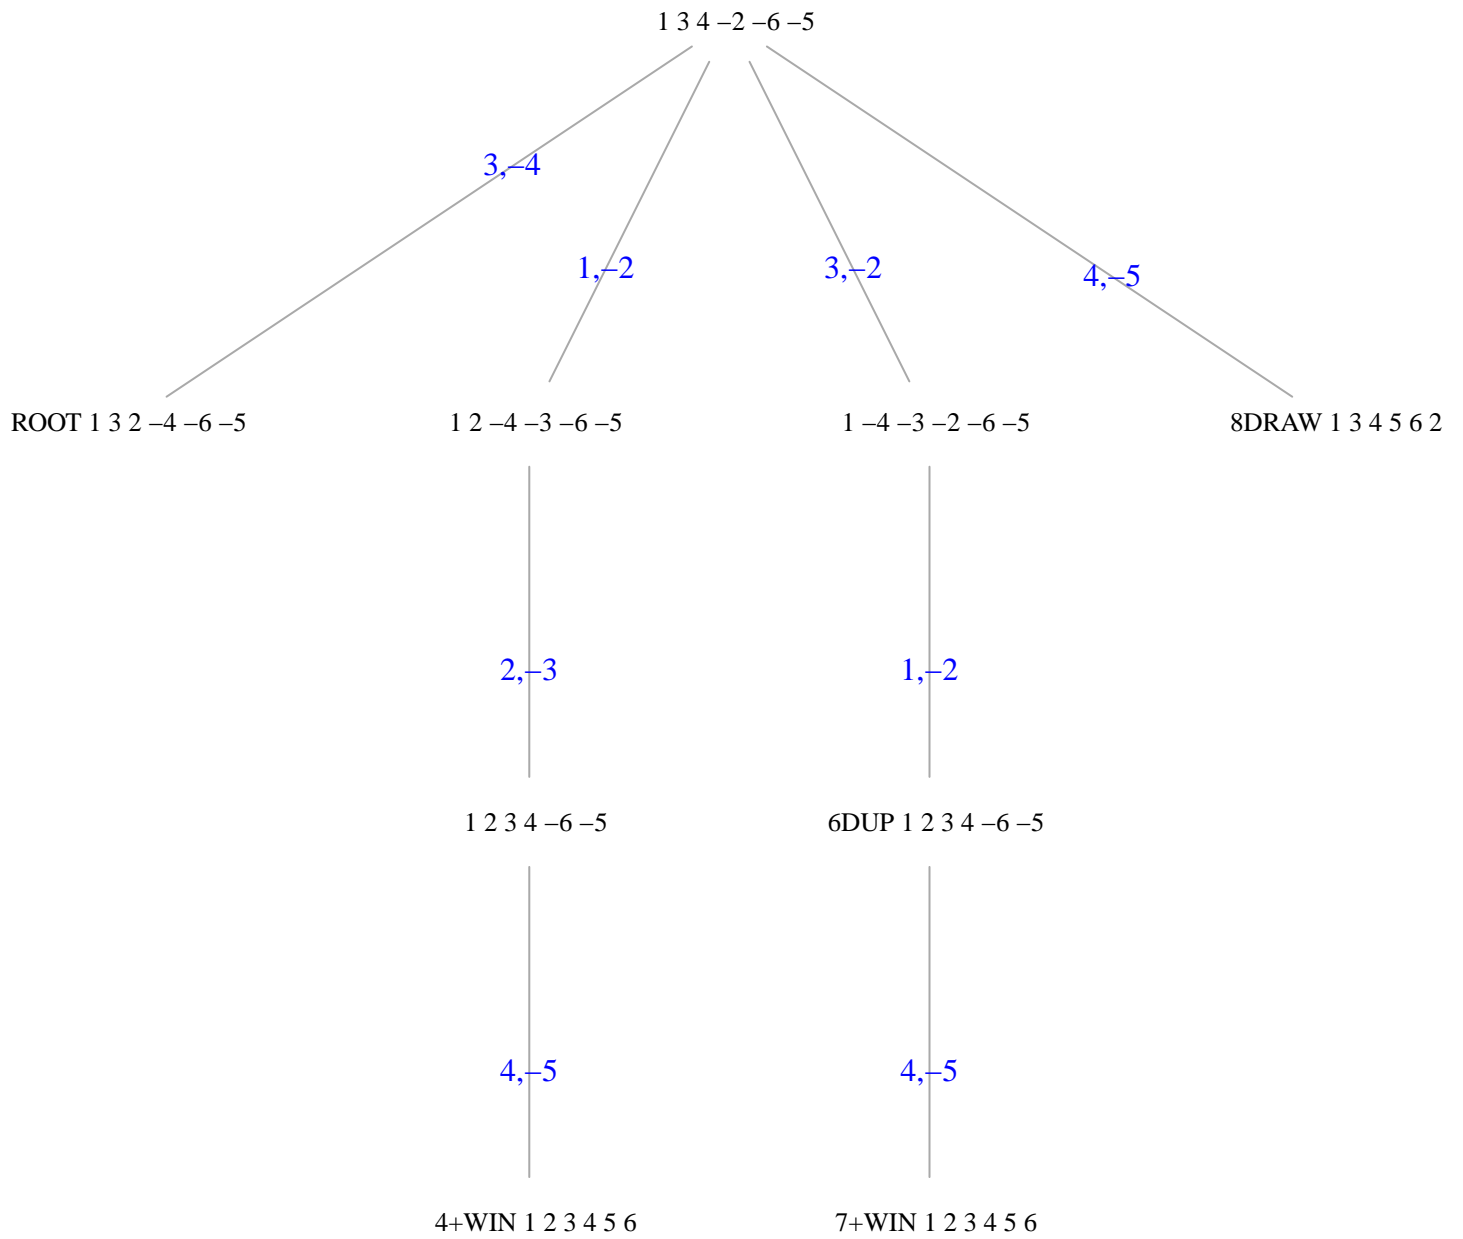 1 3 4 –2 –6 –5
3,–4
1,–2
3,–2
4,–5
ROOT 1 3 2 –4 –6 –5
1 2 –4 –3 –6 –5
1 –4 –3 –2 –6 –5
8DRAW 1 3 4 5 6 2
2,–3
1,–2
1 2 3 4 –6 –5
6DUP 1 2 3 4 –6 –5
4,–5
4,–5
4+WIN 1 2 3 4 5 6
7+WIN 1 2 3 4 5 6